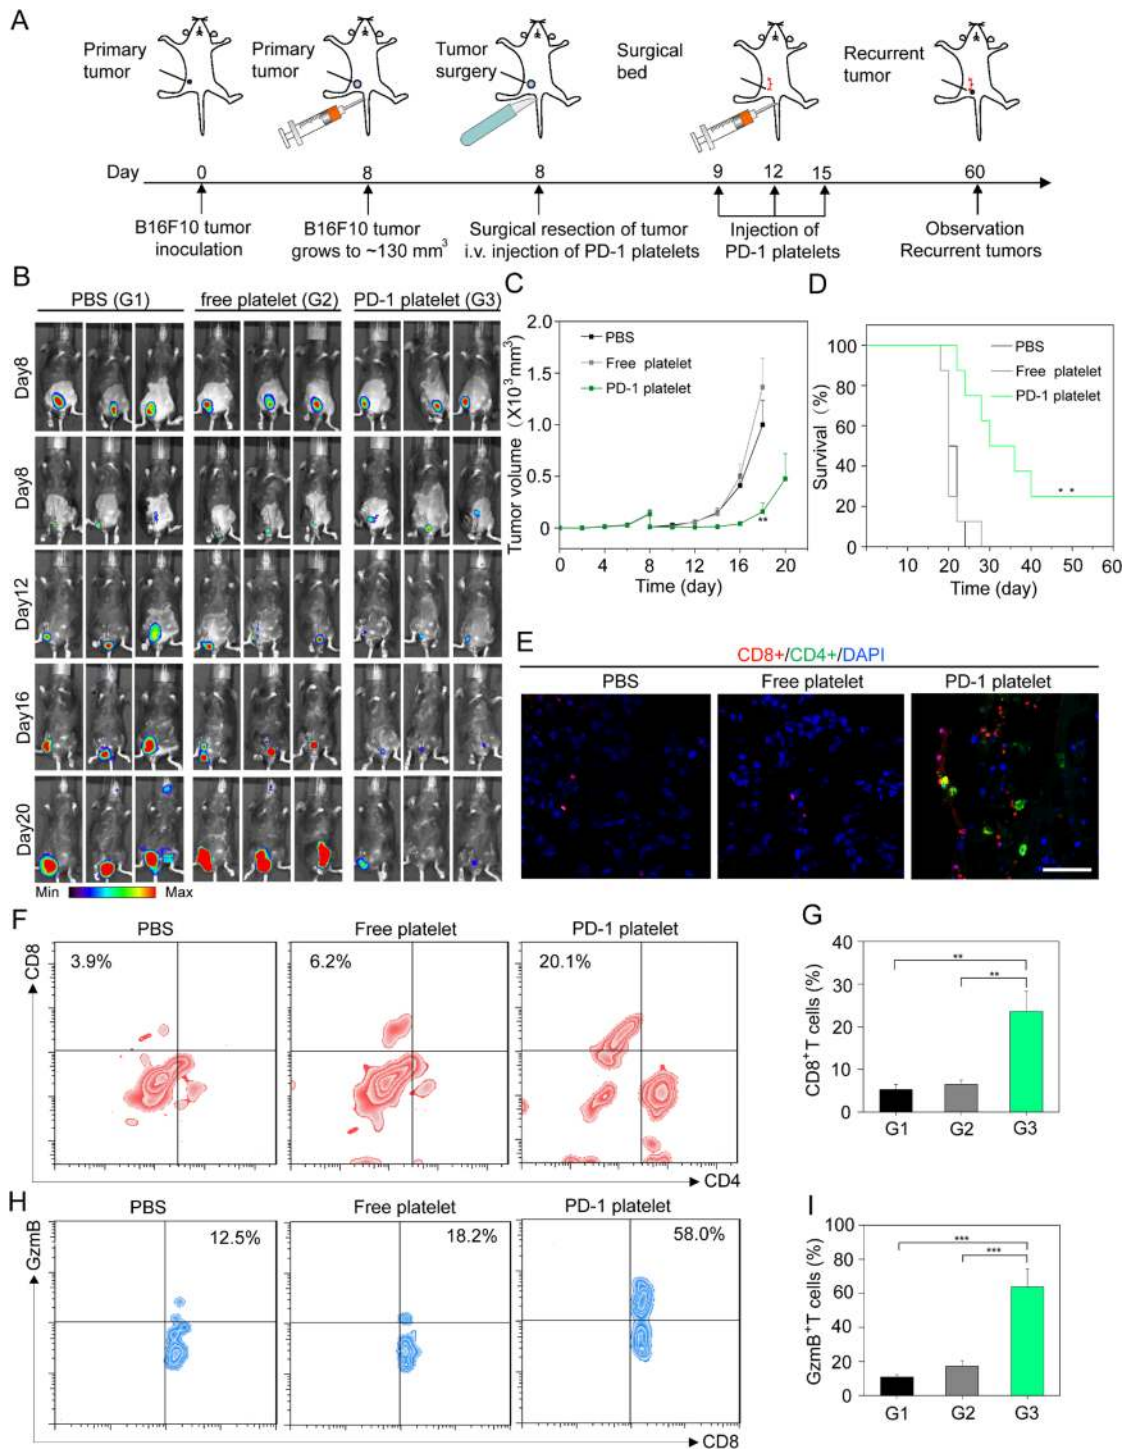 A
Primary
tumor
Primary
tumor
Tumor
surgery
Surgical
bed
Recurrent
tumor
Day
0
8
8
9
12
15
60
B16F10 tumor
inoculation
B16F10 tumor
grows to ~130 mm3
Surgical resection of tumor
i.v. injection of PD-1 platelets
Injection of
PD-1 platelets
Observation
Recurrent tumors
B
PBS (G1)
free platelet (G2)
PD-1 platelet (G3)
Day8
Day8
Day12
Day16
Day20
Min
Max
C
Tumor volume (X10³mm³)
2.0
1.5
1.0
0.5
0
PBS
Free platelet
PD-1 platelet
**
0 4 8 12 16 20
Time (day)
D
Survival (%)
100
80
60
40
20
0
PBS
Free platelet
PD-1 platelet
* *
10 20 30 40 50 60
Time (day)
E
CD8+/CD4+/DAPI
PBS
Free platelet
PD-1 platelet
F
PBS
Free platelet
PD-1 platelet
CD8
3.9%
6.2%
20.1%
CD4
G
CD8+T cells (%)
40
30
20
10
0
**
**
G1 G2 G3
H
PBS
Free platelet
PD-1 platelet
GzmB
12.5%
18.2%
58.0%
CD8
I
GzmB+T cells (%)
100
80
60
40
20
0
***
***
G1 G2 G3